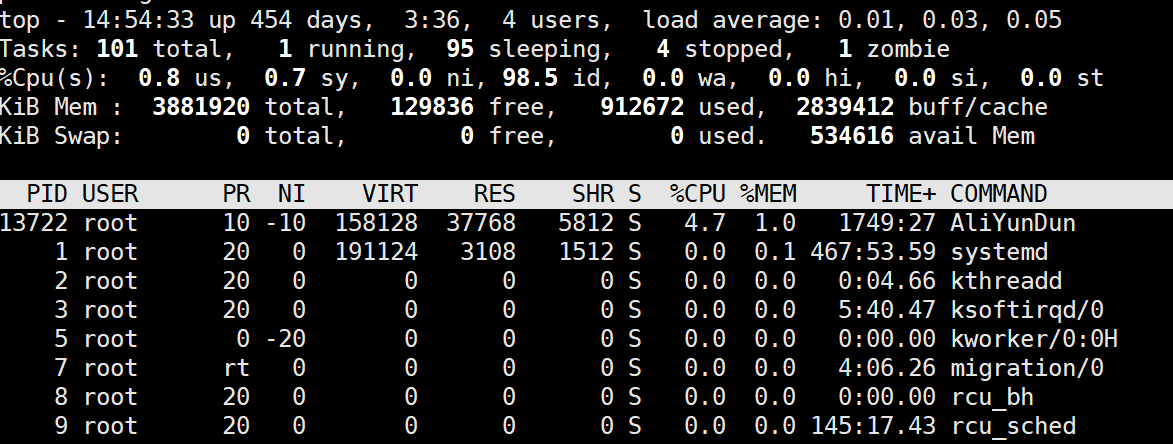 top - 14:54:33 up 454 days,  3:36,  4 users,  load average: 0.01, 0.03, 0.05
Tasks: 101 total,   1 running,  95 sleeping,   4 stopped,   1 zombie
%Cpu(s):  0.8 us,  0.7 sy,  0.0 ni, 98.5 id,  0.0 wa,  0.0 hi,  0.0 si,  0.0 st
KiB Mem :  3881920 total,   129836 free,   912672 used,  2839412 buff/cache
KiB Swap:        0 total,        0 free,        0 used.   534616 avail Mem
  PID USER      PR  NI    VIRT    RES    SHR S  %CPU %MEM     TIME+ COMMAND
13722 root      10 -10  158128  37768   5812 S   4.7  1.0   1749:27 AliYunDun
    1 root      20   0  191124   3108   1512 S   0.0  0.1 467:53.59 systemd
    2 root      20   0       0      0      0 S   0.0  0.0   0:04.66 kthreadd
    3 root      20   0       0      0      0 S   0.0  0.0   5:40.47 ksoftirqd/0
    5 root       0 -20       0      0      0 S   0.0  0.0   0:00.00 kworker/0:0H
    7 root      rt   0       0      0      0 S   0.0  0.0   4:06.26 migration/0
    8 root      20   0       0      0      0 S   0.0  0.0   0:00.00 rcu_bh
    9 root      20   0       0      0      0 S   0.0  0.0 145:17.43 rcu_sched